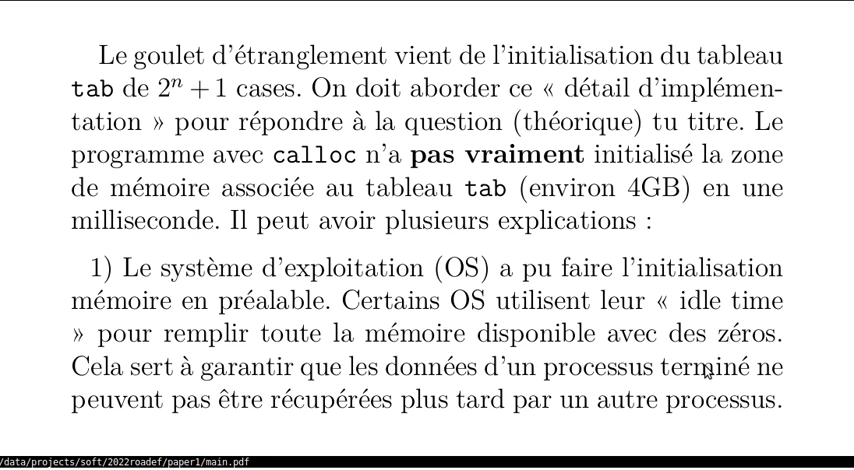 Le goulet d'étranglement vient de l'initialisation du tableau
tab de 2ⁿ + 1 cases. On doit aborder ce « détail d'implémen-
tation » pour répondre à la question (théorique) tu titre. Le
programme avec calloc n'a pas vraiment initialisé la zone
de mémoire associée au tableau tab (environ 4GB) en une
milliseconde. Il peut avoir plusieurs explications :
1) Le système d'exploitation (OS) a pu faire l'initialisation
mémoire en préalable. Certains OS utilisent leur « idle time
» pour remplir toute la mémoire disponible avec des zéros.
Cela sert à garantir que les données d'un processus terminé ne
peuvent pas être récupérées plus tard par un autre processus.
/data/projects/soft/2022roadef/paper1/main.pdf